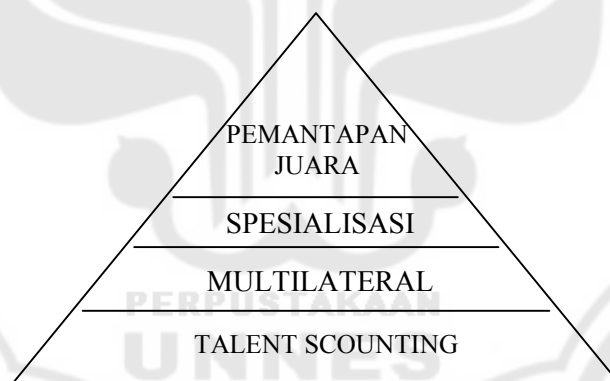 PEMANTAPAN
JUARA
SPESIALISASI
MULTILATERAL
PERPUSTAKAAN
UNNES
TALENT SCOUNTING